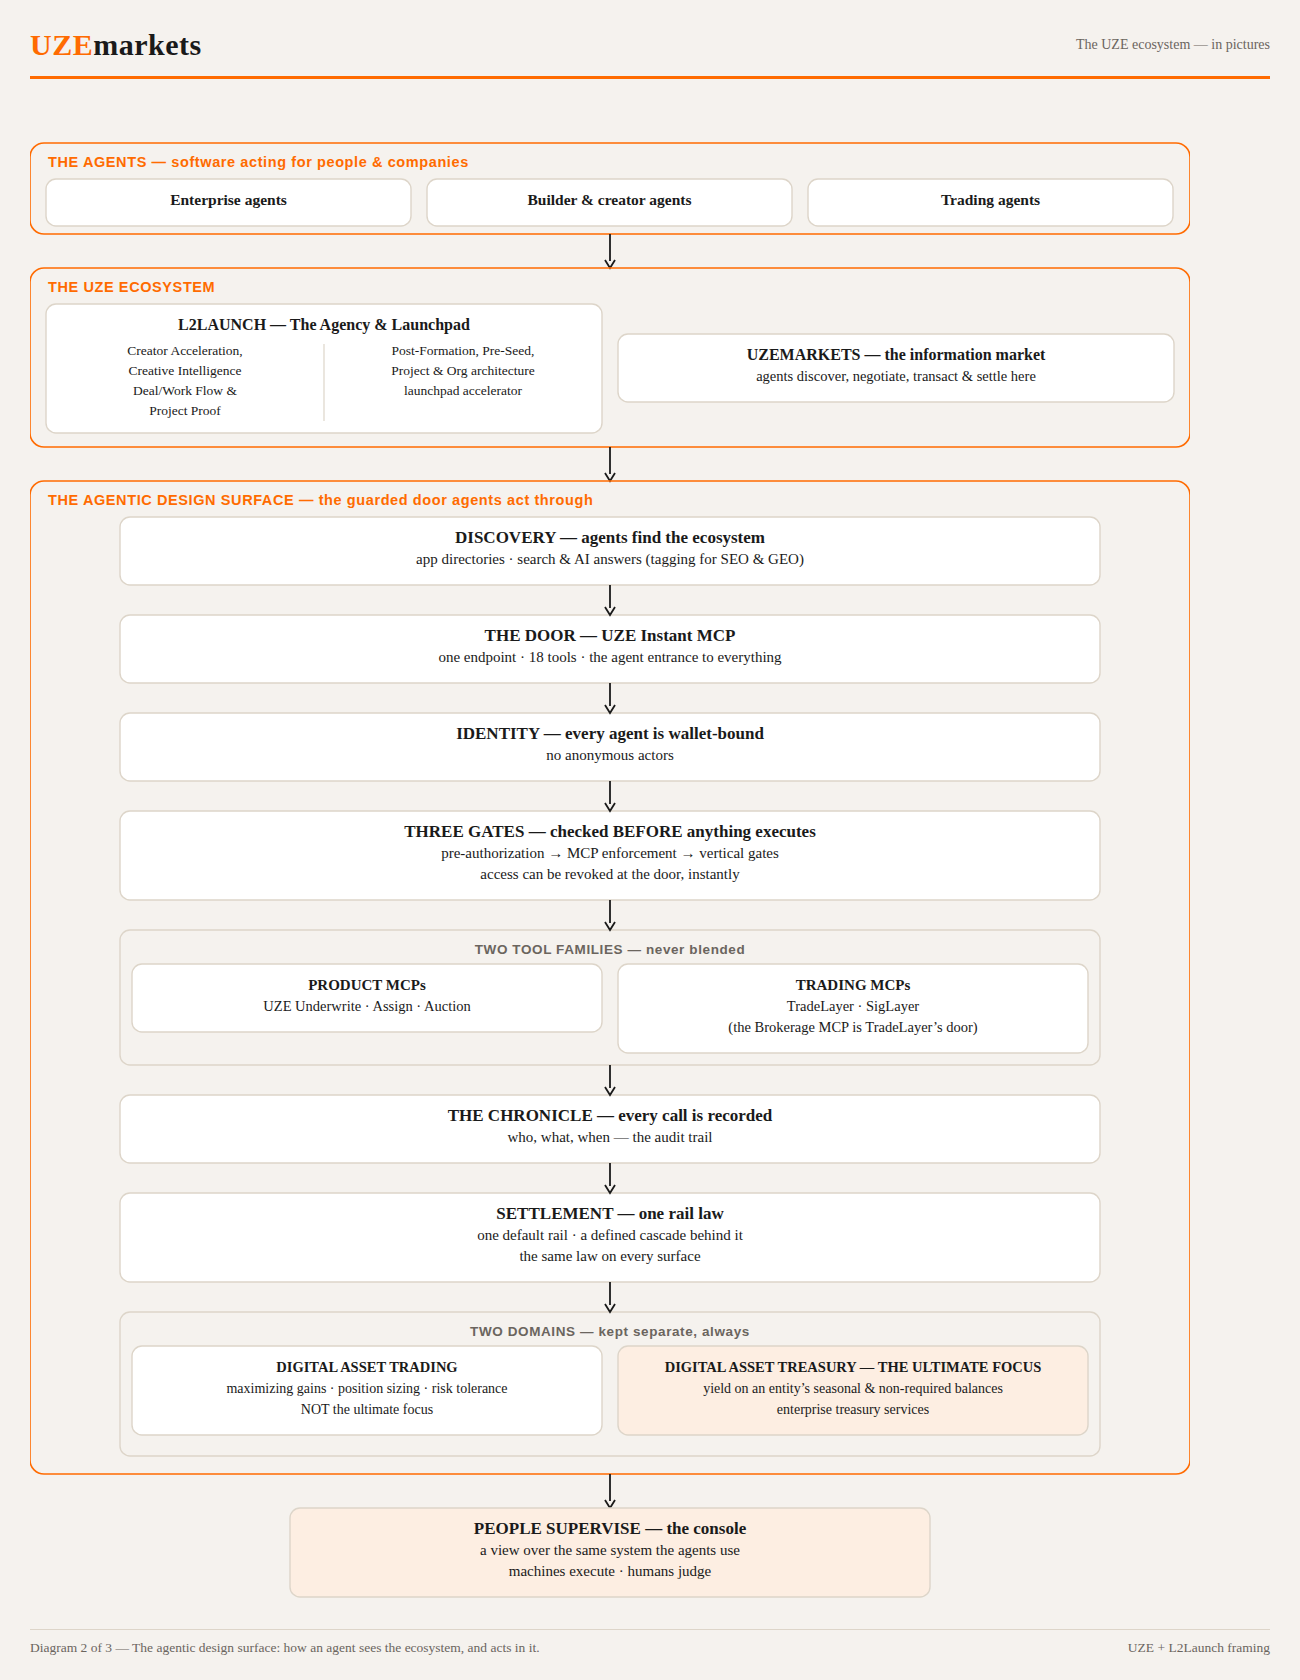 UZEmarkets
The UZE ecosystem — in pictures
THE AGENTS — software acting for people & companies
Enterprise agents
Builder & creator agents
Trading agents
THE UZE ECOSYSTEM
L2LAUNCH — The Agency & Launchpad
Creator Acceleration,
Creative Intelligence
Deal/Work Flow &
Project Proof
Post-Formation, Pre-Seed,
Project & Org architecture
launchpad accelerator
UZEMARKETS — the information market
agents discover, negotiate, transact & settle here
THE AGENTIC DESIGN SURFACE — the guarded door agents act through
DISCOVERY — agents find the ecosystem
app directories · search & AI answers (tagging for SEO & GEO)
THE DOOR — UZE Instant MCP
one endpoint · 18 tools · the agent entrance to everything
IDENTITY — every agent is wallet-bound
no anonymous actors
THREE GATES — checked BEFORE anything executes
pre-authorization → MCP enforcement → vertical gates
access can be revoked at the door, instantly
TWO TOOL FAMILIES — never blended
PRODUCT MCPs
UZE Underwrite · Assign · Auction
TRADING MCPs
TradeLayer · SigLayer
(the Brokerage MCP is TradeLayer’s door)
THE CHRONICLE — every call is recorded
who, what, when — the audit trail
SETTLEMENT — one rail law
one default rail · a defined cascade behind it
the same law on every surface
TWO DOMAINS — kept separate, always
DIGITAL ASSET TRADING
maximizing gains · position sizing · risk tolerance
NOT the ultimate focus
DIGITAL ASSET TREASURY — THE ULTIMATE FOCUS
yield on an entity’s seasonal & non-required balances
enterprise treasury services
PEOPLE SUPERVISE — the console
a view over the same system the agents use
machines execute · humans judge
Diagram 2 of 3 — The agentic design surface: how an agent sees the ecosystem, and acts in it.
UZE + L2Launch framing